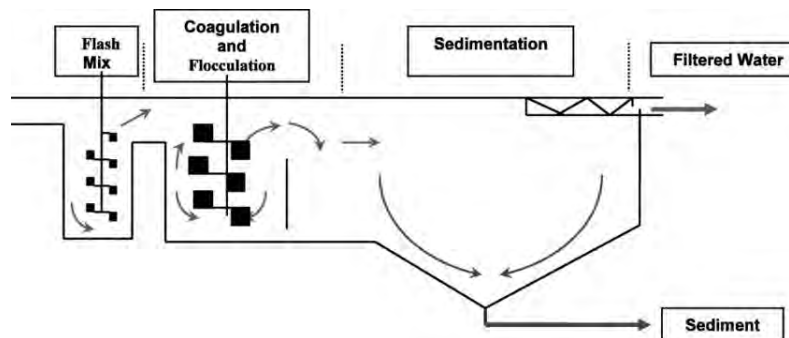 Flash
Mix
Coagulation
and
Flocculation
Sedimentation
Filtered Water
Sediment